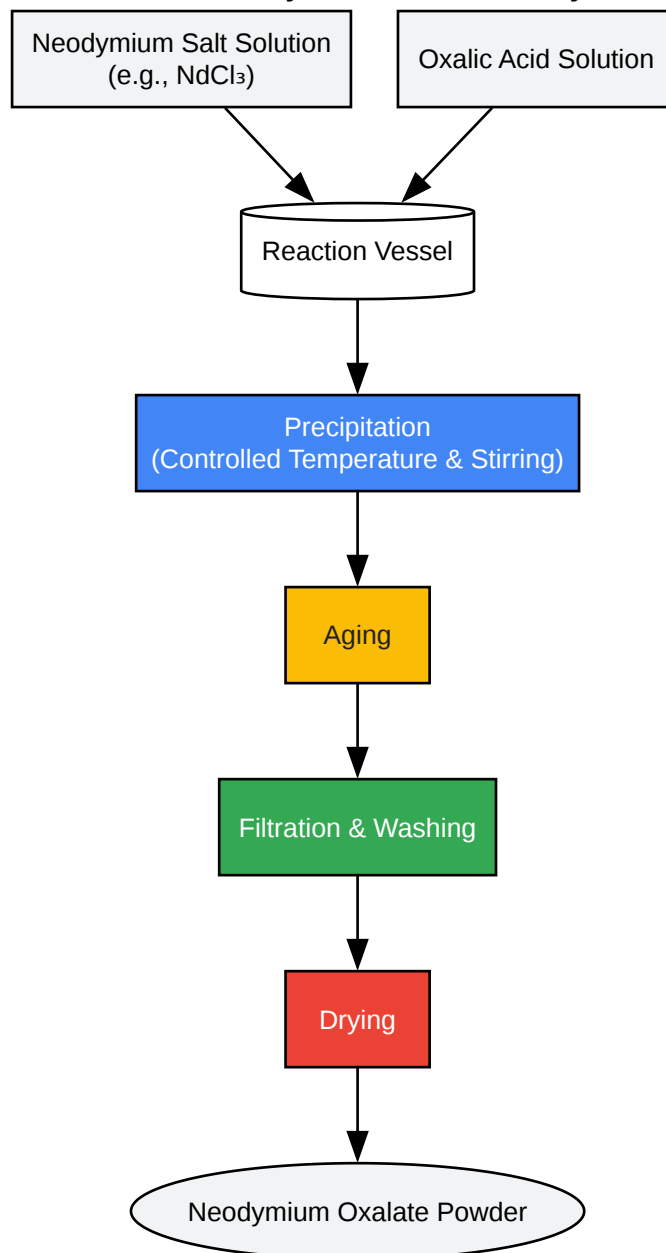 Neodymium Salt Solution
(e.g., NdCl₃)
Oxalic Acid Solution
Reaction Vessel
Precipitation
(Controlled Temperature & Stirring)
Aging
Filtration & Washing
Drying
Neodymium Oxalate Powder